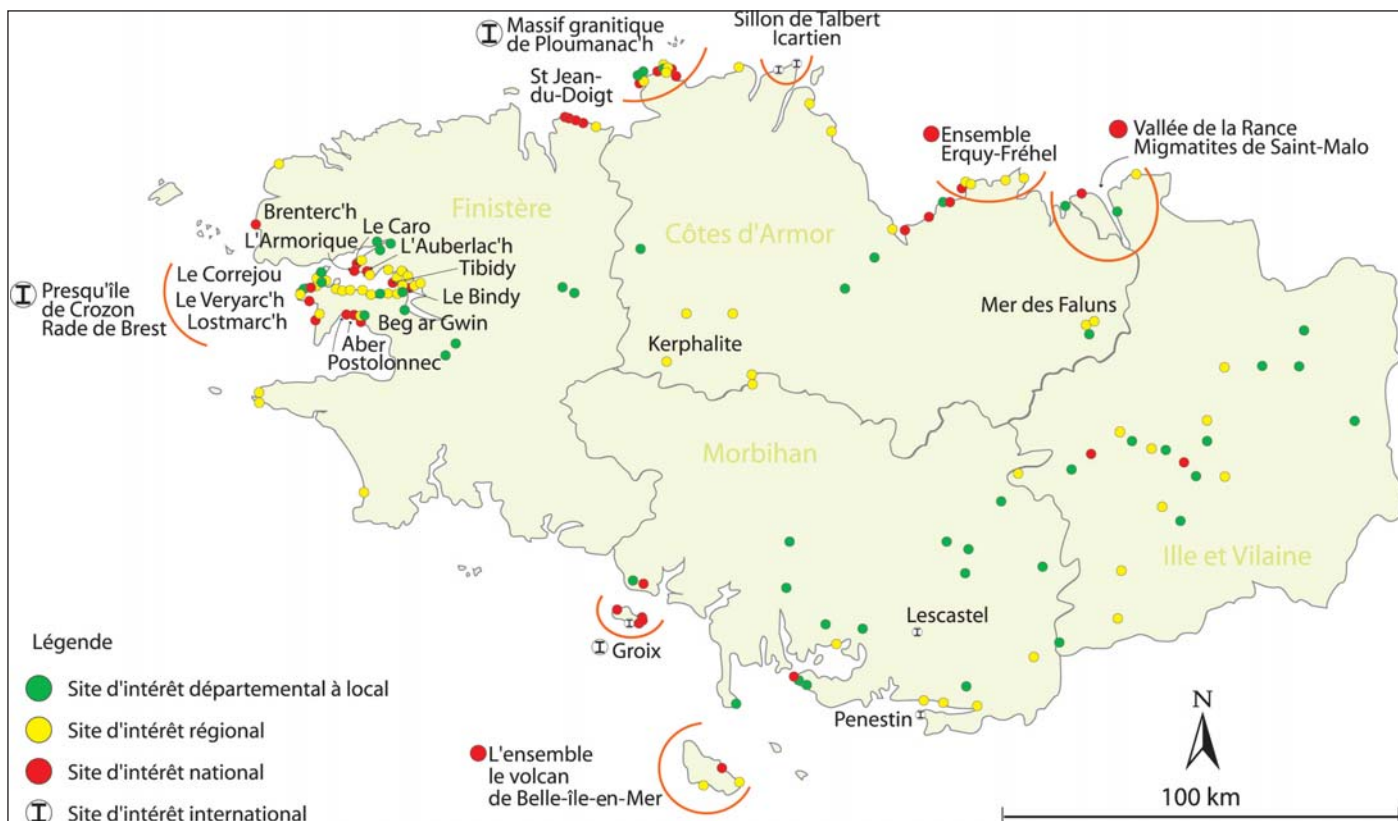 Massif granitique
de Ploumanac'h
Sillon de Talbert
Icartien
St Jean-
du-Doigt
Ensemble
Erquy-Fréhel
Vallée de la Rance
Migmatites de Saint-Malo
Finistère
Côtes d'Armor
Brenterc'h
Le Caro
L'Armorique
L'Auberlac'h
Le Correjou
Tibidy
Presqu'île
de Crozon
Rade de Brest
Le Veryarc'h
Le Bindy
Lostmarc'h
Beg ar Gwin
Aber
Postolonnec
Kerphalite
Mer des Faluns
Morbihan
Ille et Vilaine
Lescastel
Groix
Penestin
L'ensemble
le volcan
de Belle-île-en-Mer
Légende
Site d'intérêt départemental à local
Site d'intérêt régional
Site d'intérêt national
I Site d'intérêt international
N
100 km